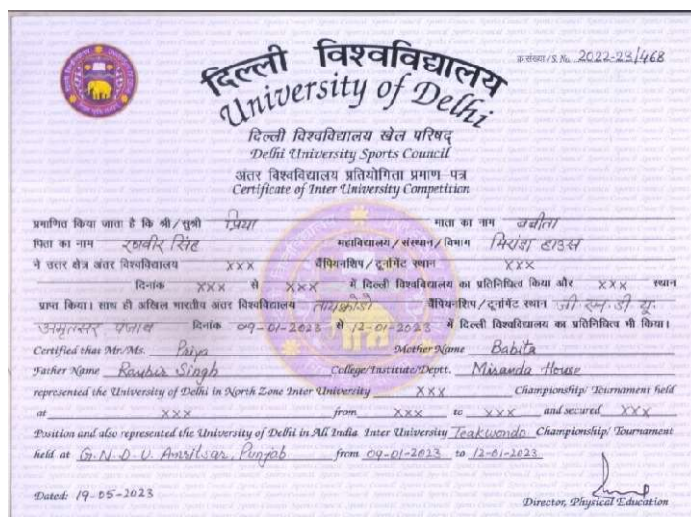 क्र.संख्या/S. No. 2022-23/468
दिल्ली विश्वविद्यालय
University of Delhi
दिल्ली विश्वविद्यालय खेल परिषद्
Delhi University Sports Council
अंतर विश्वविद्यालय प्रतियोगिता प्रमाण-पत्र
Certificate of Inter University Competition
प्रमाणित किया जाता है कि श्री/सुश्री प्रिया माता का नाम बबीता
पिता का नाम रणवीर सिंह महाविद्यालय/संस्थान/विभाग मिरांडा हाउस
ने उत्तर क्षेत्र अंतर विश्वविद्यालय xxx चैंपियनशिप/टूर्नामेंट स्थान xxx
दिनांक xxx से xxx में दिल्ली विश्वविद्यालय का प्रतिनिधित्व किया और xxx स्थान
प्राप्त किया। साथ ही अखिल भारतीय अंतर विश्वविद्यालय तायक्वोंडो चैंपियनशिप/टूर्नामेंट स्थान जी.एन.डी.यू.
अमृतसर पंजाब दिनांक 09-01-2023 से 12-01-2023 में दिल्ली विश्वविद्यालय का प्रतिनिधित्व भी किया।
Certified that Mr./Ms. Priya Mother Name Babita
Father Name Ranbir Singh College/Institute/Deptt. Miranda House
represented the University of Delhi in North Zone Inter University XXX Championship/Tournament held
at XXX from XXX to XXX and secured XXX
Position and also represented the University of Delhi in All India Inter University Teakwondo Championship/Tournament
held at G.N.D.U. Amritsar, Punjab from 09-01-2023 to 12-01-2023
Dated: 19-05-2023
Director, Physical Education